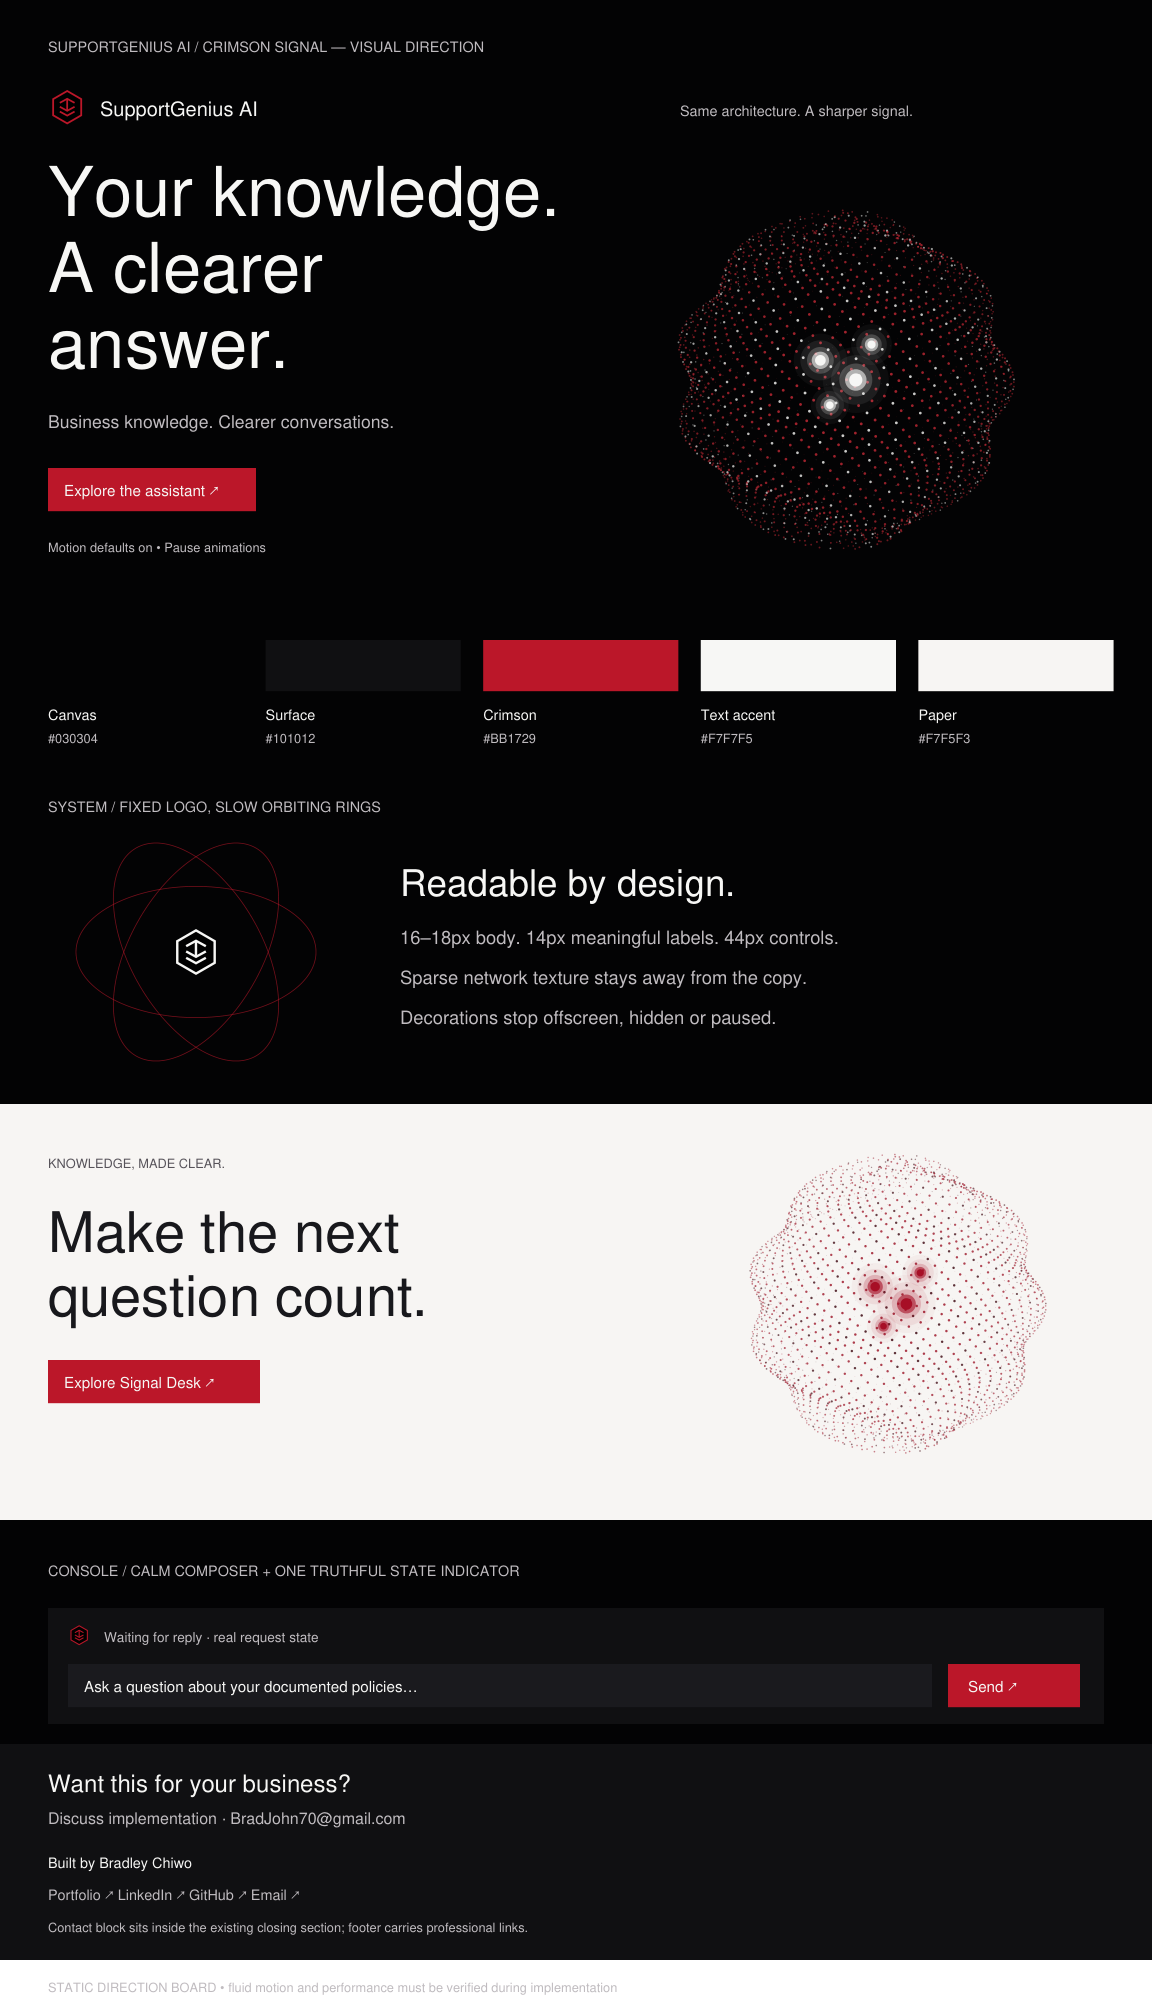 SUPPORTGENIUS AI / CRIMSON SIGNAL — VISUAL DIRECTION
SupportGenius AI
Same architecture. A sharper signal.
Your knowledge.
A clearer
answer.
Business knowledge. Clearer conversations.
Explore the assistant ↗
Motion defaults on • Pause animations
Canvas
#030304
Surface
#101012
Crimson
#BB1729
Text accent
#F7F7F5
Paper
#F7F5F3
SYSTEM / FIXED LOGO, SLOW ORBITING RINGS
Readable by design.
16–18px body. 14px meaningful labels. 44px controls.
Sparse network texture stays away from the copy.
Decorations stop offscreen, hidden or paused.
KNOWLEDGE, MADE CLEAR.
Make the next
question count.
Explore Signal Desk ↗
CONSOLE / CALM COMPOSER + ONE TRUTHFUL STATE INDICATOR
Waiting for reply · real request state
Ask a question about your documented policies…
Send ↗
Want this for your business?
Discuss implementation · BradJohn70@gmail.com
Built by Bradley Chiwo
Portfolio ↗ LinkedIn ↗ GitHub ↗ Email ↗
Contact block sits inside the existing closing section; footer carries professional links.
STATIC DIRECTION BOARD • fluid motion and performance must be verified during implementation